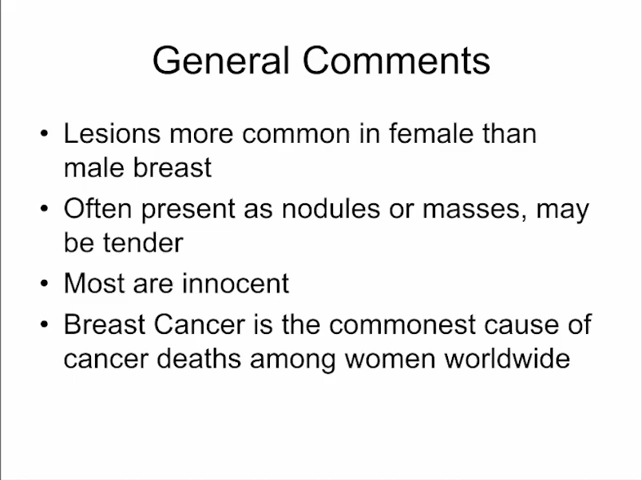 General Comments
• Lesions more common in female than
male breast
• Often present as nodules or masses, may
be tender
• Most are innocent
• Breast Cancer is the commonest cause of
cancer deaths among women worldwide